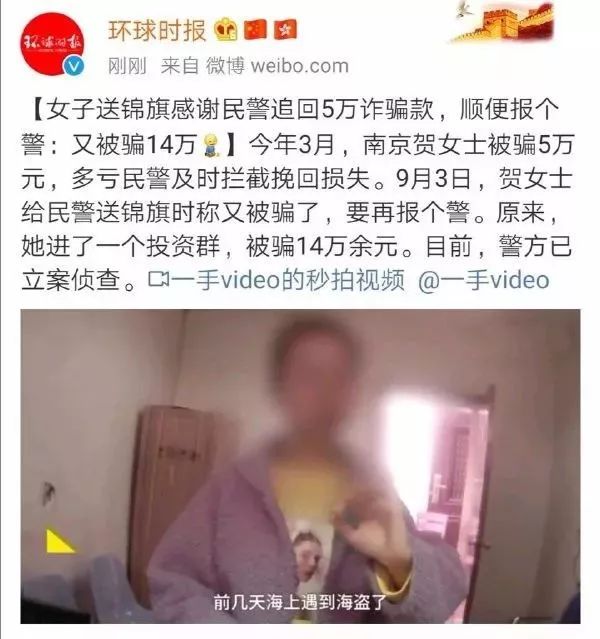 环球时报
环球时报
刚刚 来自 微博 weibo.com
【女子送锦旗感谢民警追回5万诈骗款，顺便报个
警：又被骗14万】今年3月，南京贺女士被骗5万
元，多亏民警及时拦截挽回损失。9月3日，贺女士
给民警送锦旗时称又被骗了，要再报个警。原来，
她进了一个投资群，被骗14万余元。目前，警方已
立案侦查。一手video的秒拍视频 @一手video
前几天海上遇到海盗了